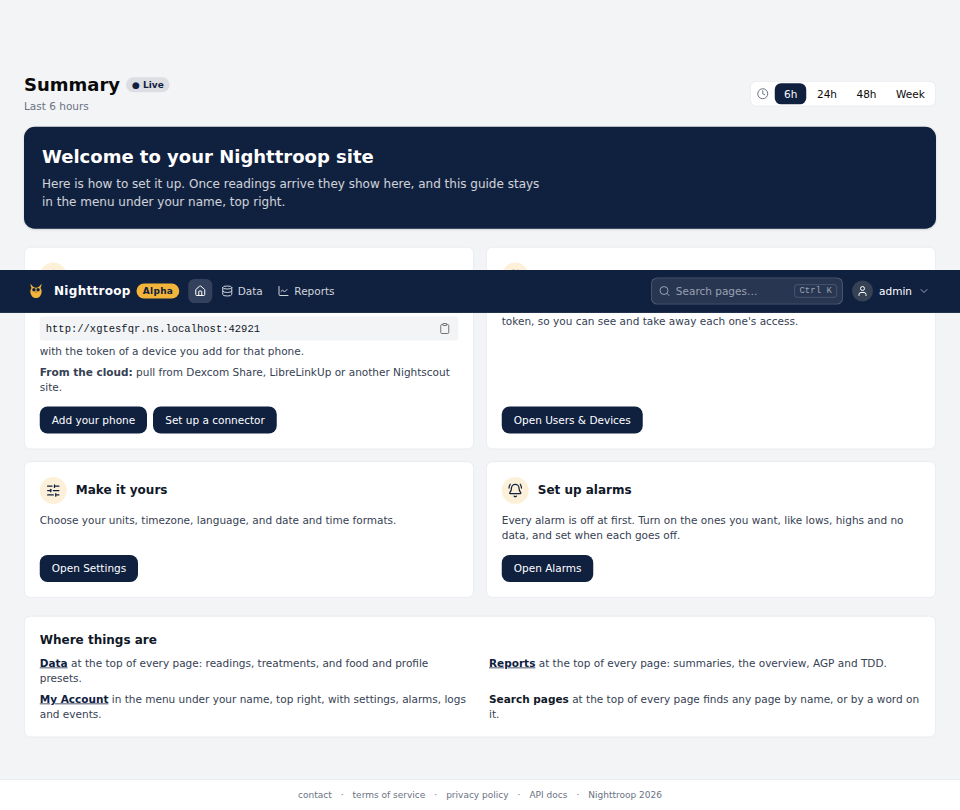 Summary
Live
Last 6 hours
6h
24h
48h
Week
Welcome to your Nighttroop site
Here is how to set it up. Once readings arrive they show here, and this guide stays
in the menu under your name, top right.
Nighttroop
Alpha
Data
Reports
Search pages...
Ctrl K
admin
http://xgtesfqr.ns.localhost:42921
with the token of a device you add for that phone.
From the cloud: pull from Dexcom Share, LibreLinkUp or another Nightscout
site.
Add your phone
Set up a connector
token, so you can see and take away each one's access.
Open Users & Devices
Make it yours
Choose your units, timezone, language, and date and time formats.
Open Settings
Set up alarms
Every alarm is off at first. Turn on the ones you want, like lows, highs and no
data, and set when each goes off.
Open Alarms
Where things are
Data at the top of every page: readings, treatments, and food and profile
presets.
Reports at the top of every page: summaries, the overview, AGP and TDD.
My Account in the menu under your name, top right, with settings, alarms, logs
and events.
Search pages at the top of every page finds any page by name, or by a word on
it.
contact · terms of service · privacy policy · API docs · Nighttroop 2026